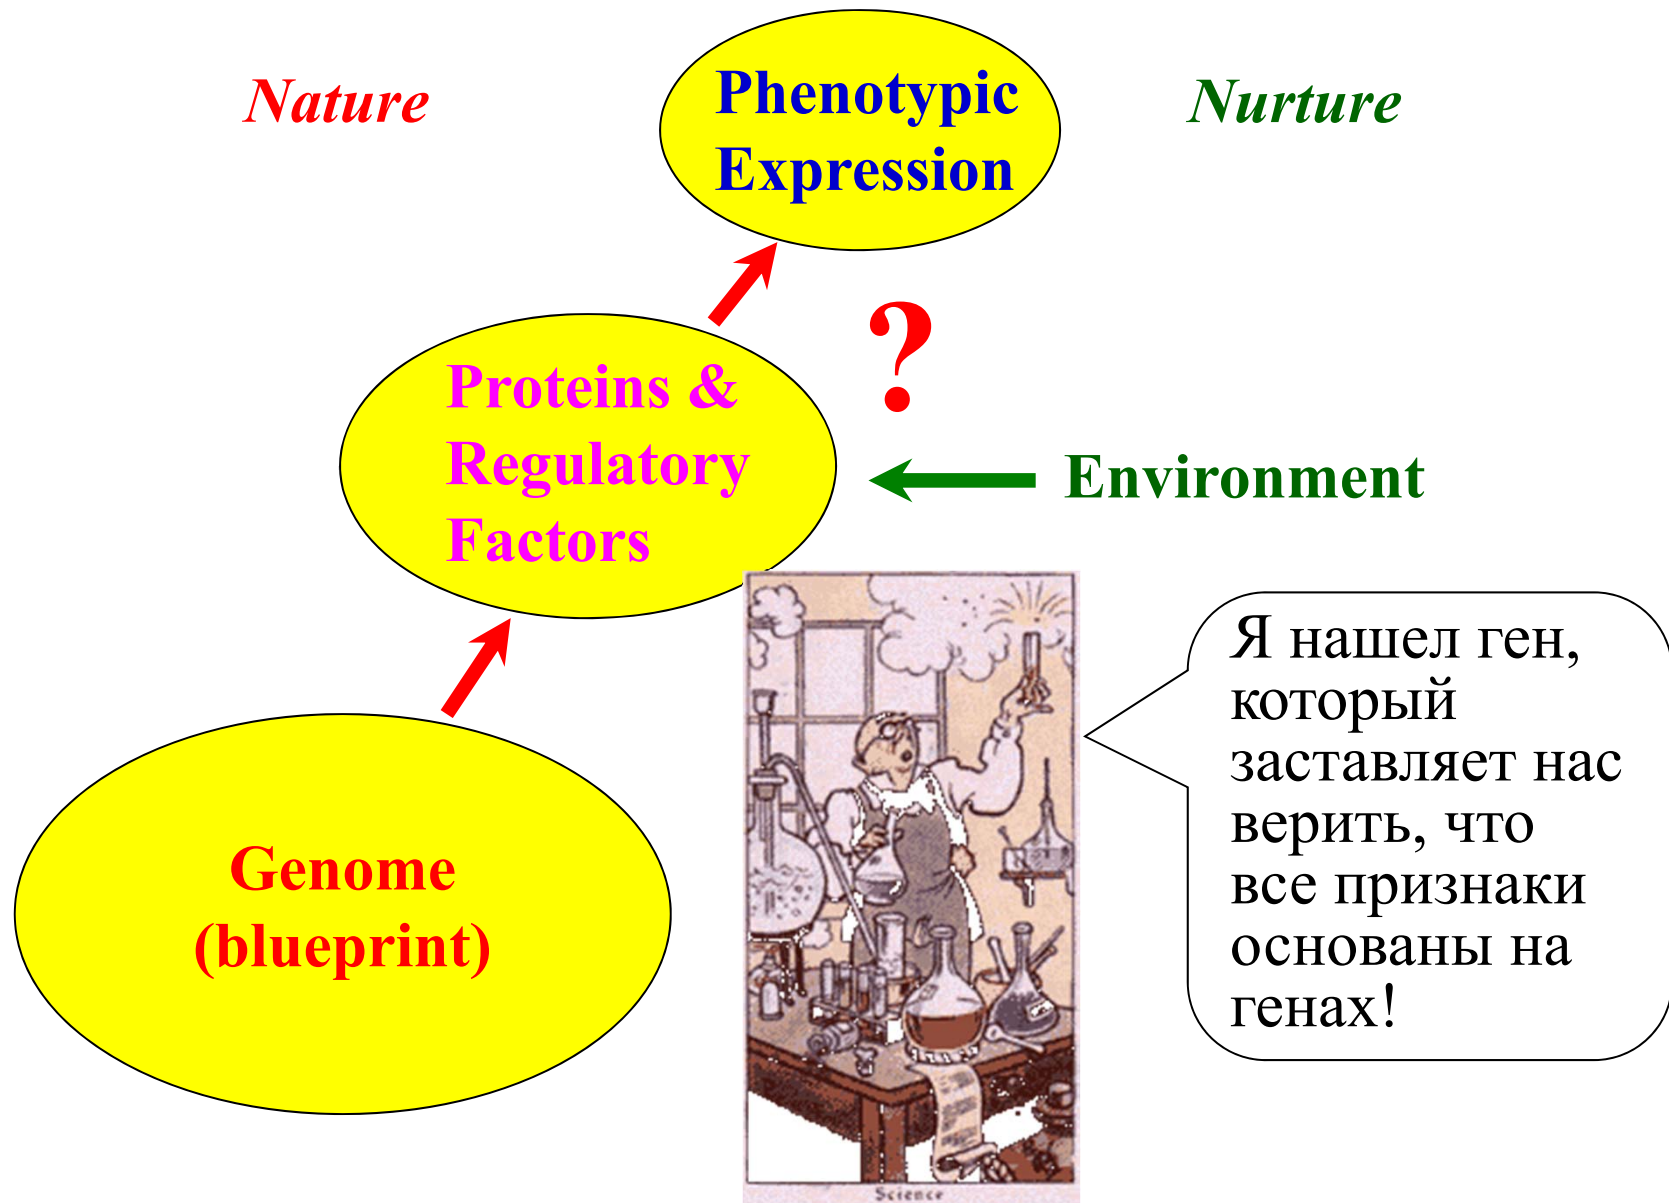 Nature
Phenotypic
Expression
Nurture
?
Proteins &
Regulatory
Factors
Environment
Я нашел ген,
который
заставляет нас
верить, что
все признаки
основаны на
генах!
Genome
(blueprint)
Science